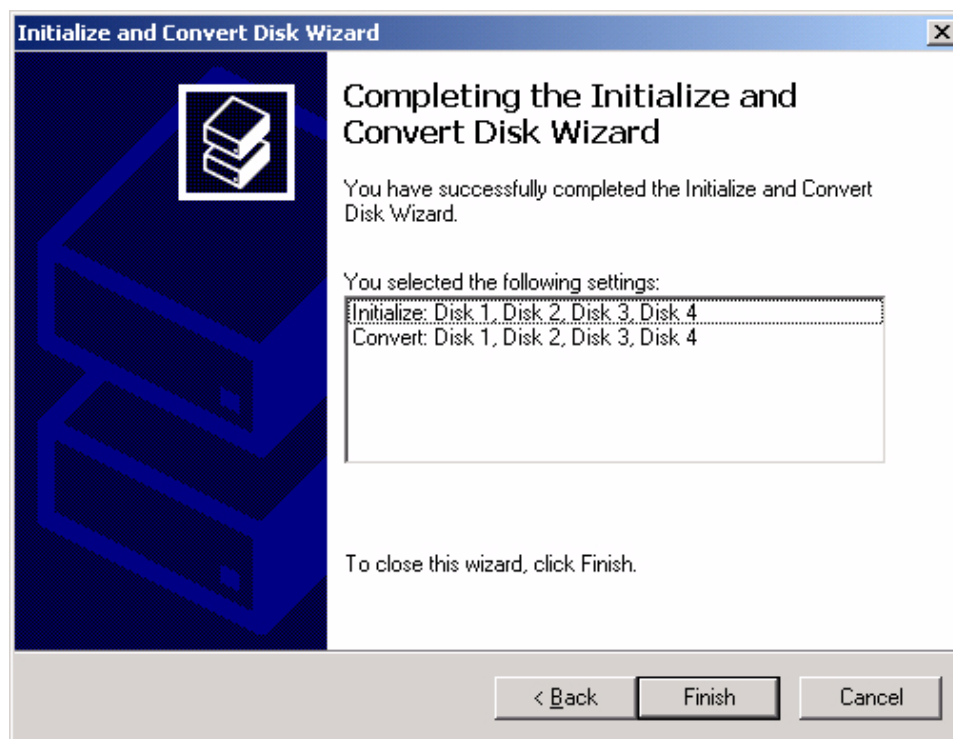 Initialize and Convert Disk Wizard
Completing the Initialize and
Convert Disk Wizard
You have successfully completed the Initialize and Convert
Disk Wizard.
You selected the following settings:
Initialize: Disk 1, Disk 2, Disk 3, Disk 4
Convert: Disk 1, Disk 2, Disk 3, Disk 4
To close this wizard, click Finish.
< Back
Finish
Cancel